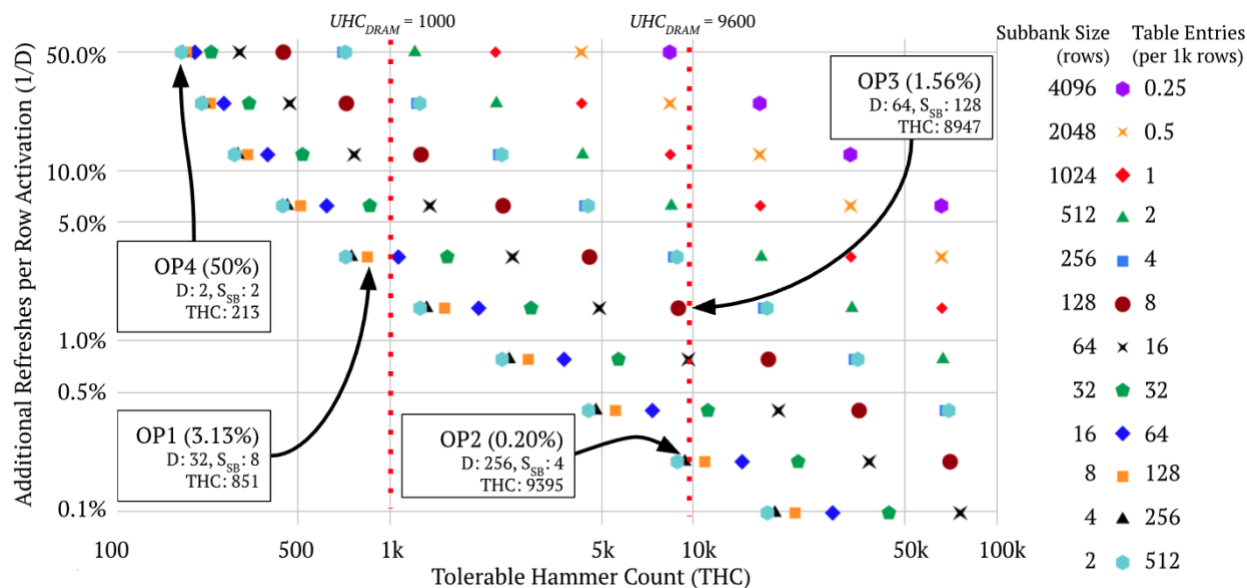 UHC_DRAM = 1000
UHC_DRAM = 9600
Additional Refreshes per Row Activation (1/D)
50.0%
10.0%
5.0%
1.0%
0.5%
0.1%
OP3 (1.56%)
D: 64, S_SB: 128
THC: 8947
OP4 (50%)
D: 2, S_SB: 2
THC: 213
OP1 (3.13%)
D: 32, S_SB: 8
THC: 851
OP2 (0.20%)
D: 256, S_SB: 4
THC: 9395
100
500
1k
5k
10k
50k
100k
Tolerable Hammer Count (THC)
Subbank Size Table Entries
(rows) (per 1k rows)
4096 0.25
2048 0.5
1024 1
512 2
256 4
128 8
64 16
32 32
16 64
8 128
4 256
2 512